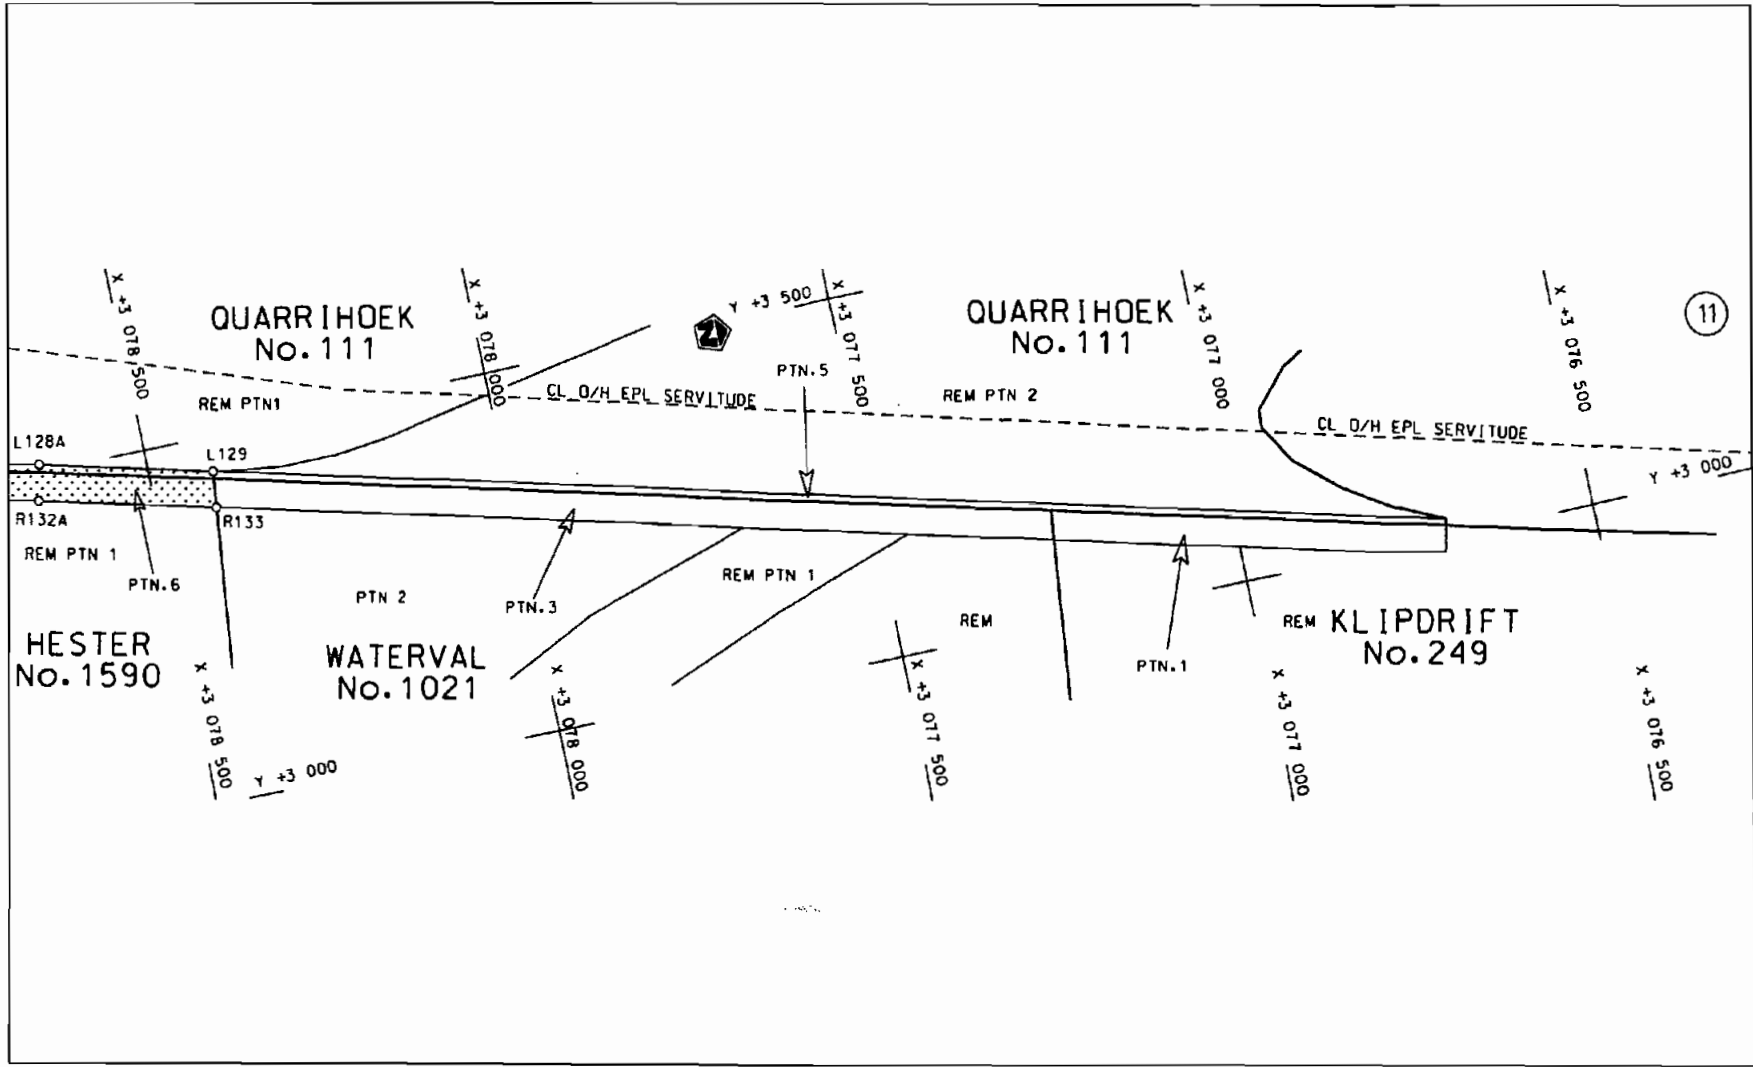 X +3 078 500
X +3 078 000
Y +3 500
X +3 077 500
X +3 077 000
X +3 076 500
11
QUARRIHOEK
No.111
QUARRIHOEK
No.111
PTN.5
REM PTN1
CL O/H EPL SERVITUDE
REM PTN 2
CL O/H EPL SERVITUDE
L128A
L129
Y +3 000
R132A
R133
REM PTN 1
PTN.6
PTN 2
PTN.3
REM PTN 1
REM
PTN.1
REM
KLIPDRIFT
No.249
HESTER
No.1590
WATERVAL
No.1021
X +3 078 500
Y +3 000
X +3 078 000
X +3 077 500
X +3 077 000
X +3 076 500